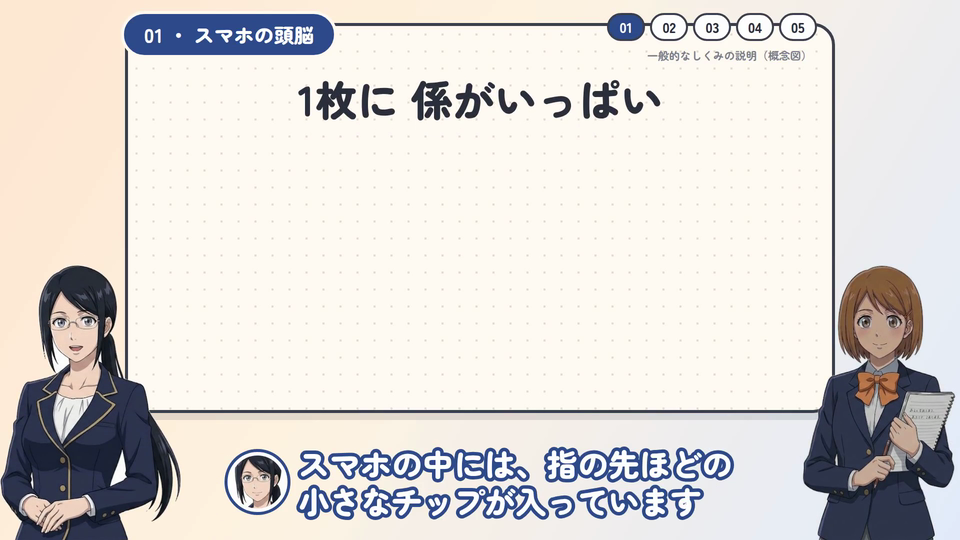 01 ・ スマホの頭脳
01 02 03 04 05
一般的なしくみの説明（概念図）
1枚に 係がいっぱい
スマホの中には、指の先ほどの
小さなチップが入っています